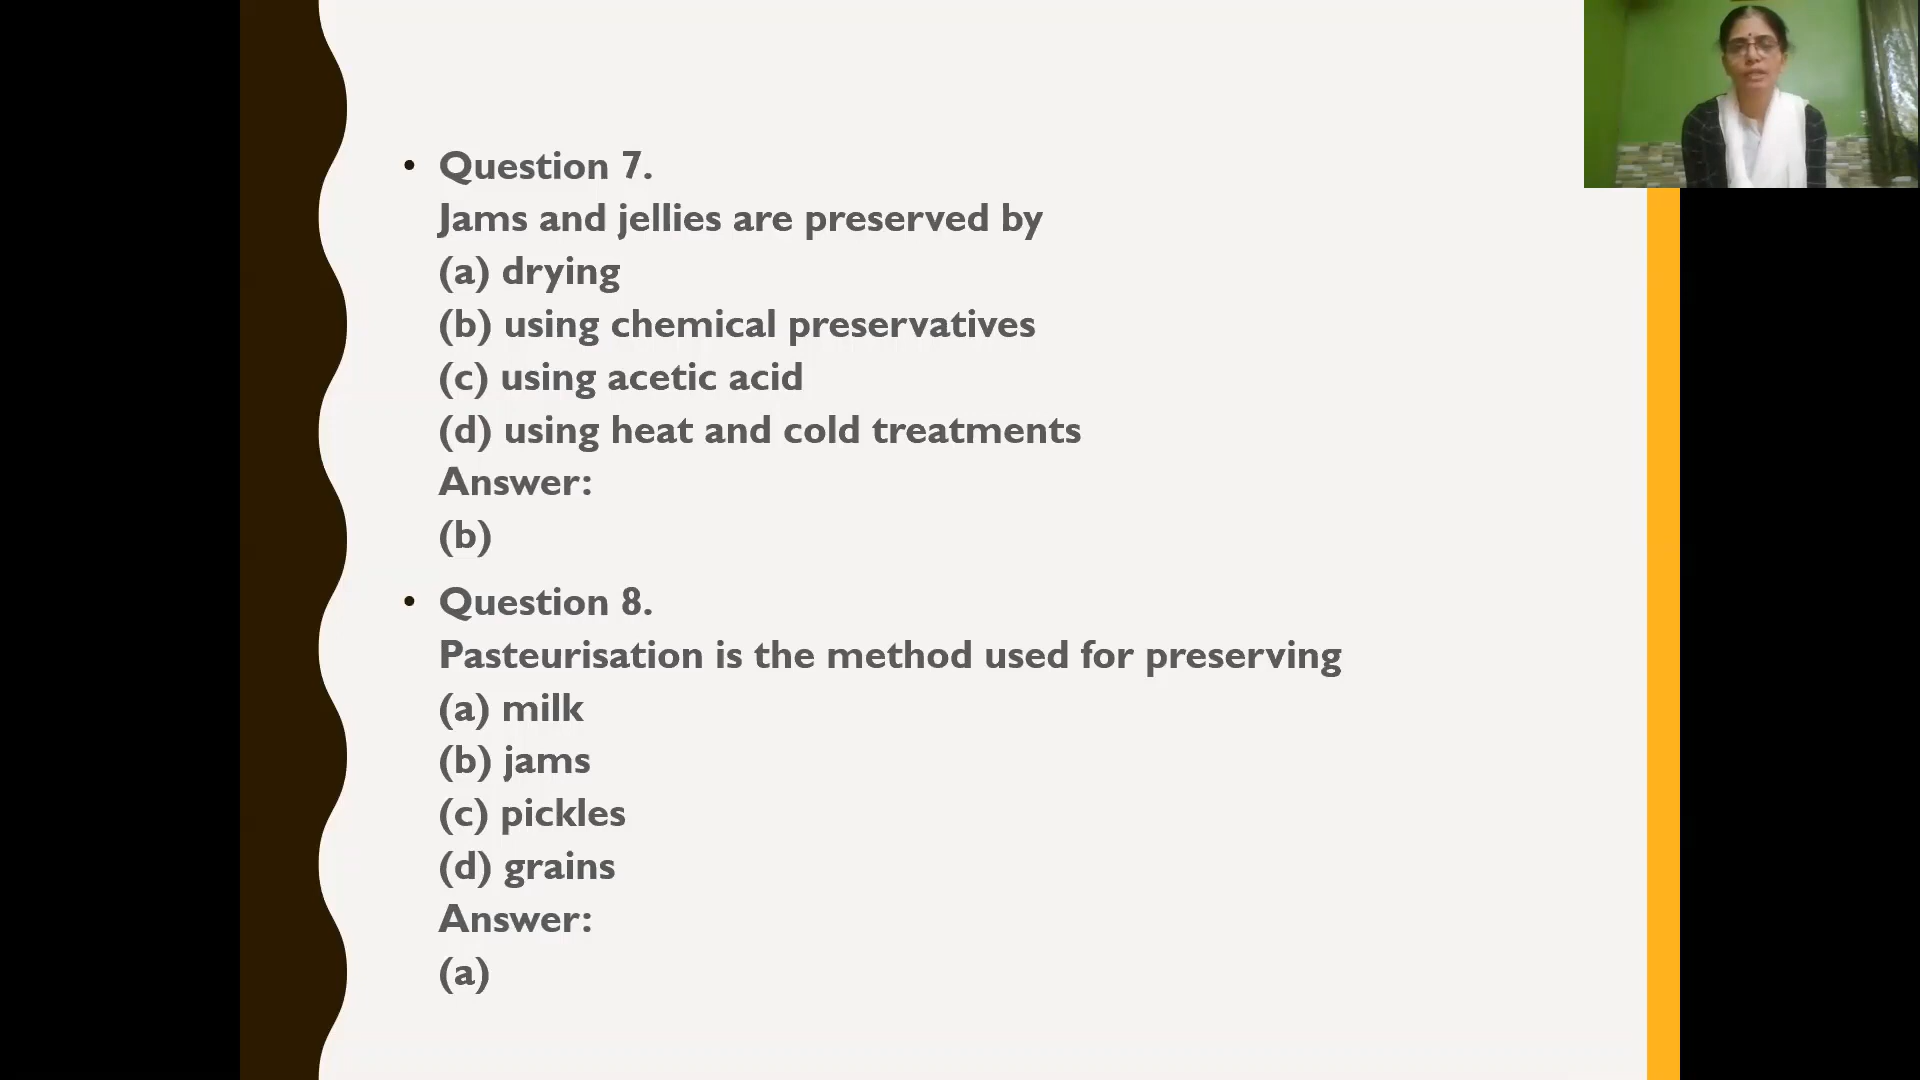 Question 7.
Jams and jellies are preserved by
(a) drying
(b) using chemical preservatives
(c) using acetic acid
(d) using heat and cold treatments
Answer:
(b)
Question 8.
Pasteurisation is the method used for preserving
(a) milk
(b) jams
(c) pickles
(d) grains
Answer:
(a)